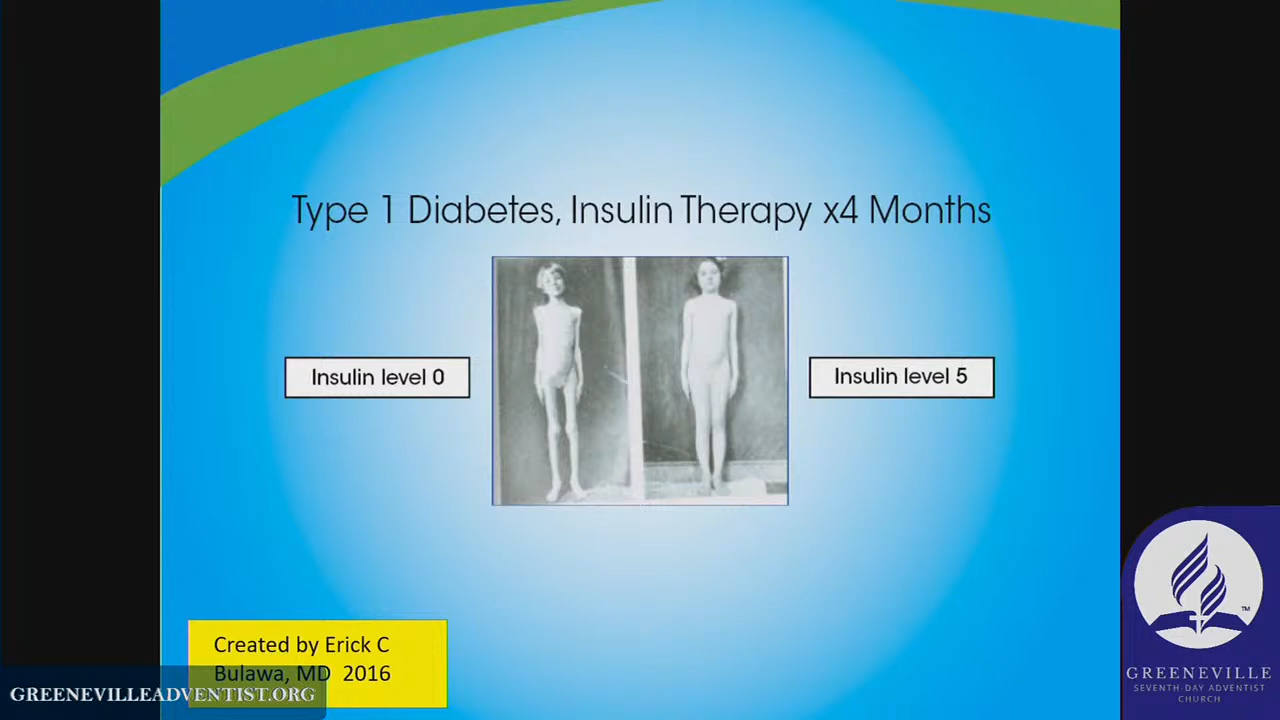 Type 1 Diabetes, Insulin Therapy x4 Months
Insulin level 0
Insulin level 5
Created by Erick C
Bulawa, MD 2016
GREENEVILLEADVENTIST.ORG
TM
GREENEVILLE
SEVENTH-DAY ADVENTIST
CHURCH